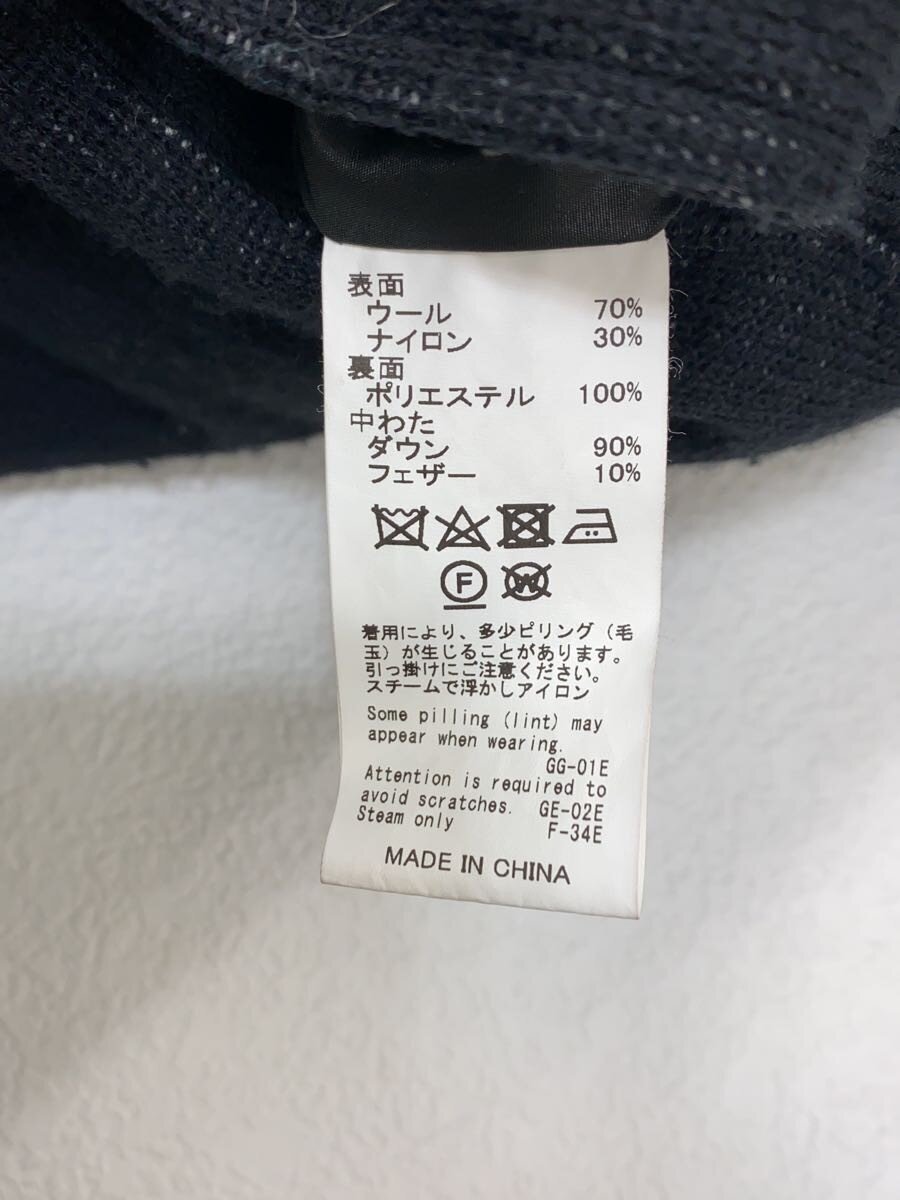 表面
ウール 70%
ナイロン 30%
裏面
ポリエステル 100%
中わた
ダウン 90%
フェザー 10%
F W
着用により、多少ピリング（毛
玉）が生じることがあります。
引っ掛けにご注意ください。
スチームで浮かしアイロン
Some pilling (lint) may
appear when wearing.
GG-01E
Attention is required to
avoid scratches. GE-02E
Steam only F-34E
MADE IN CHINA